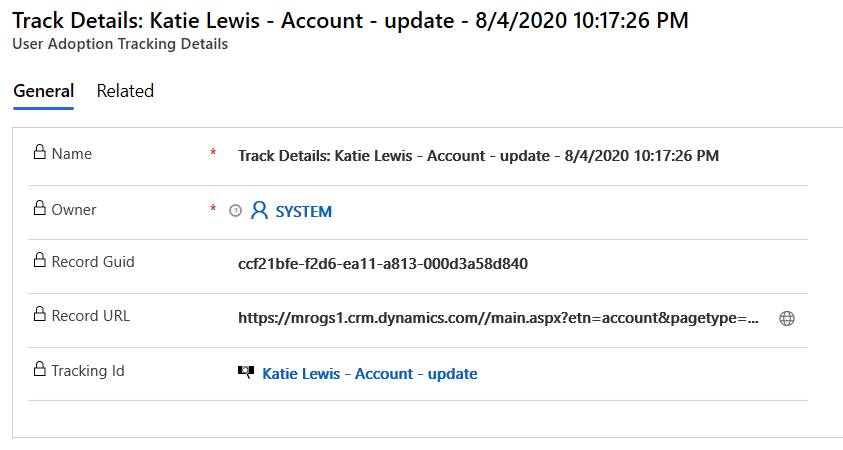 Track Details: Katie Lewis - Account - update - 8/4/2020 10:17:26 PM
User Adoption Tracking Details
General Related
Name * Track Details: Katie Lewis - Account - update - 8/4/2020 10:17:26 PM
Owner * ? SYSTEM
Record Guid ccf21bfe-f2d6-ea11-a813-000d3a58d840
Record URL https://mrogs1.crm.dynamics.com//main.aspx?etn=account&pagetype=...
Tracking Id Katie Lewis - Account - update